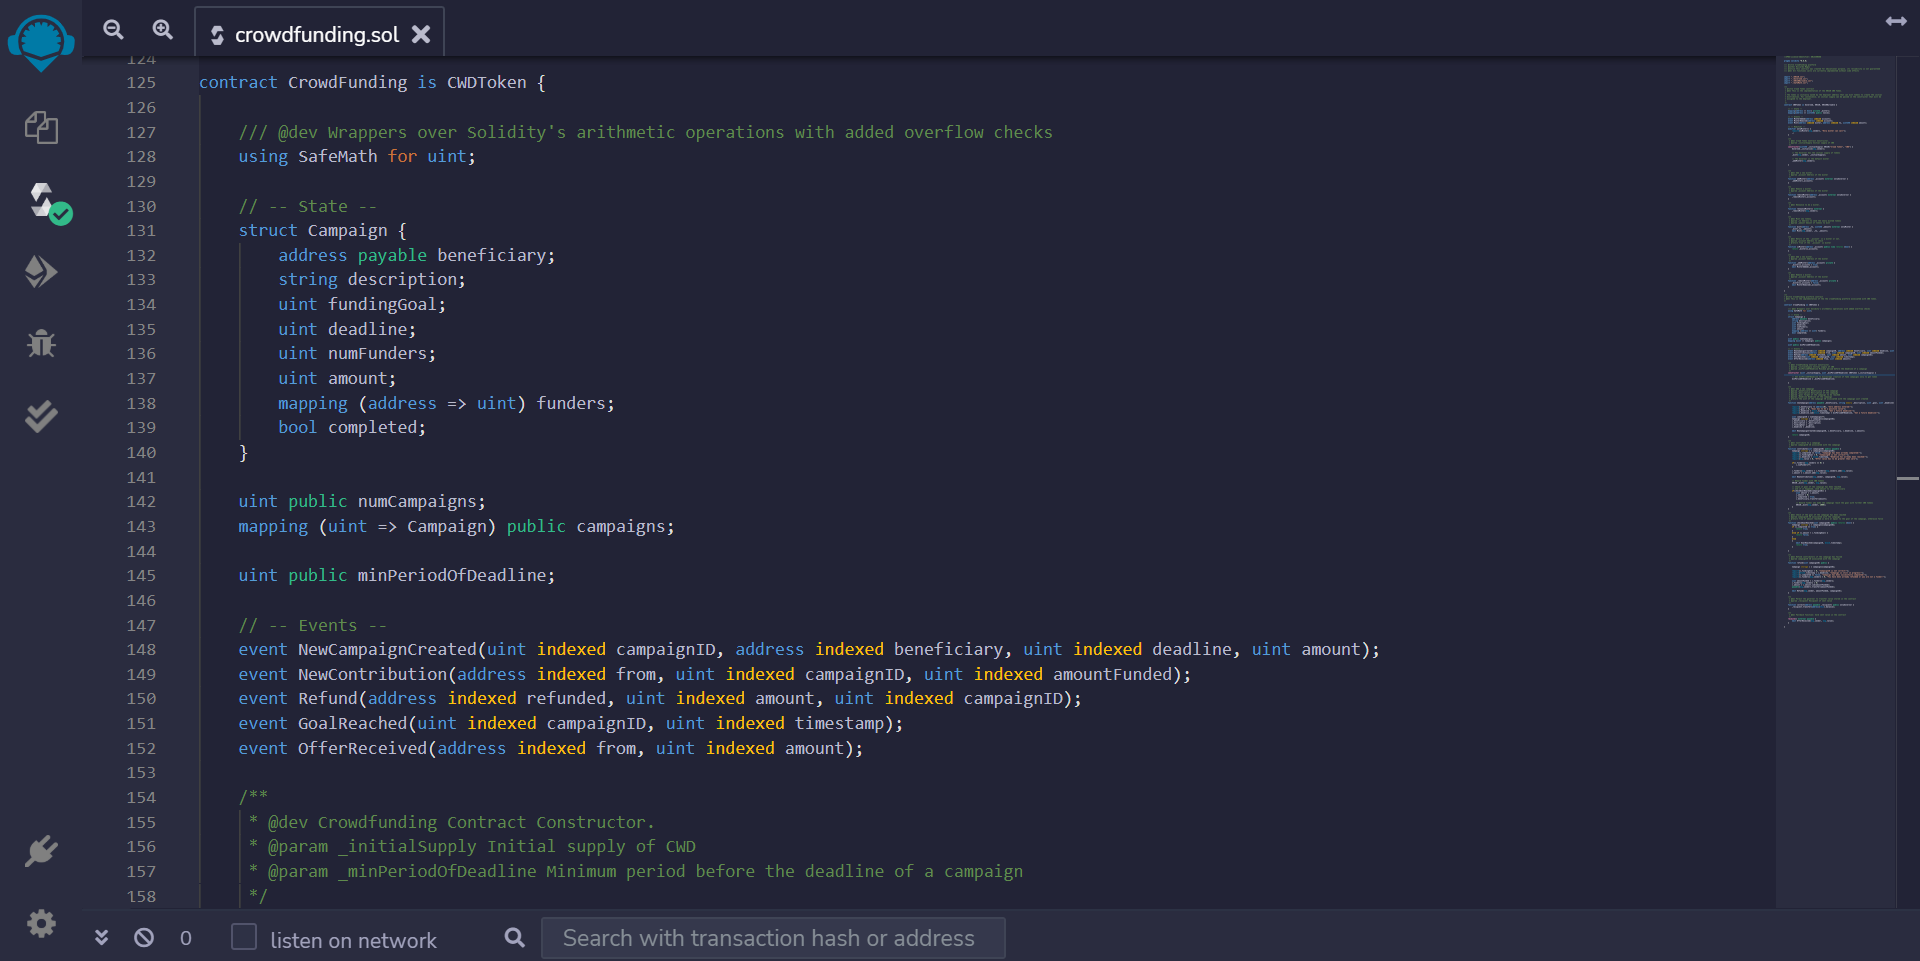 crowdfunding.sol
124
125 contract CrowdFunding is CWDToken {
126
127 /// @dev Wrappers over Solidity's arithmetic operations with added overflow checks
128 using SafeMath for uint;
129
130 // -- State --
131 struct Campaign {
132 address payable beneficiary;
133 string description;
134 uint fundingGoal;
135 uint deadline;
136 uint numFunders;
137 uint amount;
138 mapping (address => uint) funders;
139 bool completed;
140 }
141
142 uint public numCampaigns;
143 mapping (uint => Campaign) public campaigns;
144
145 uint public minPeriodOfDeadline;
146
147 // -- Events --
148 event NewCampaignCreated(uint indexed campaignID, address indexed beneficiary, uint indexed deadline, uint amount);
149 event NewContribution(address indexed from, uint indexed campaignID, uint indexed amountFunded);
150 event Refund(address indexed refunded, uint indexed amount, uint indexed campaignID);
151 event GoalReached(uint indexed campaignID, uint indexed timestamp);
152 event OfferReceived(address indexed from, uint indexed amount);
153
154 /**
155 * @dev Crowdfunding Contract Constructor.
156 * @param _initialSupply Initial supply of CWD
157 * @param _minPeriodOfDeadline Minimum period before the deadline of a campaign
158 */
0 listen on network Search with transaction hash or address